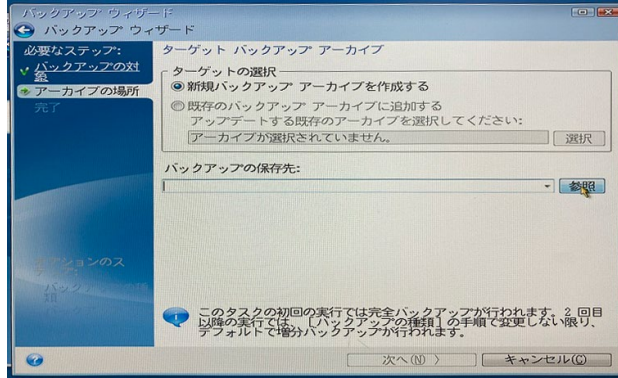 バックアップ ウィザード
バックアップ ウィザード
必要なステップ:
バックアップの対象
アーカイブの場所
完了
ターゲット バックアップ アーカイブ
ターゲットの選択
新規バックアップ アーカイブを作成する
既存のバックアップ アーカイブに追加する
アップデートする既存のアーカイブを選択してください:
アーカイブが選択されていません。
選択
バックアップの保存先:
参照
このタスクの初回の実行では完全バックアップが行われます。2 回目
以降の実行では、[バックアップの種類] の手順で変更しない限り、
デフォルトで増分バックアップが行われます。
次へ(N) 〉
キャンセル(C)